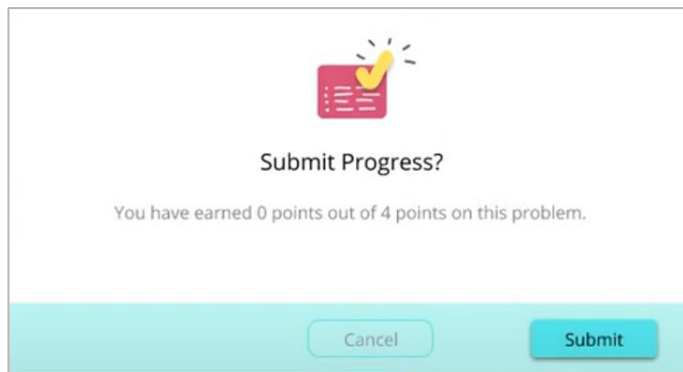 Submit Progress?
You have earned 0 points out of 4 points on this problem.
Cancel
Submit